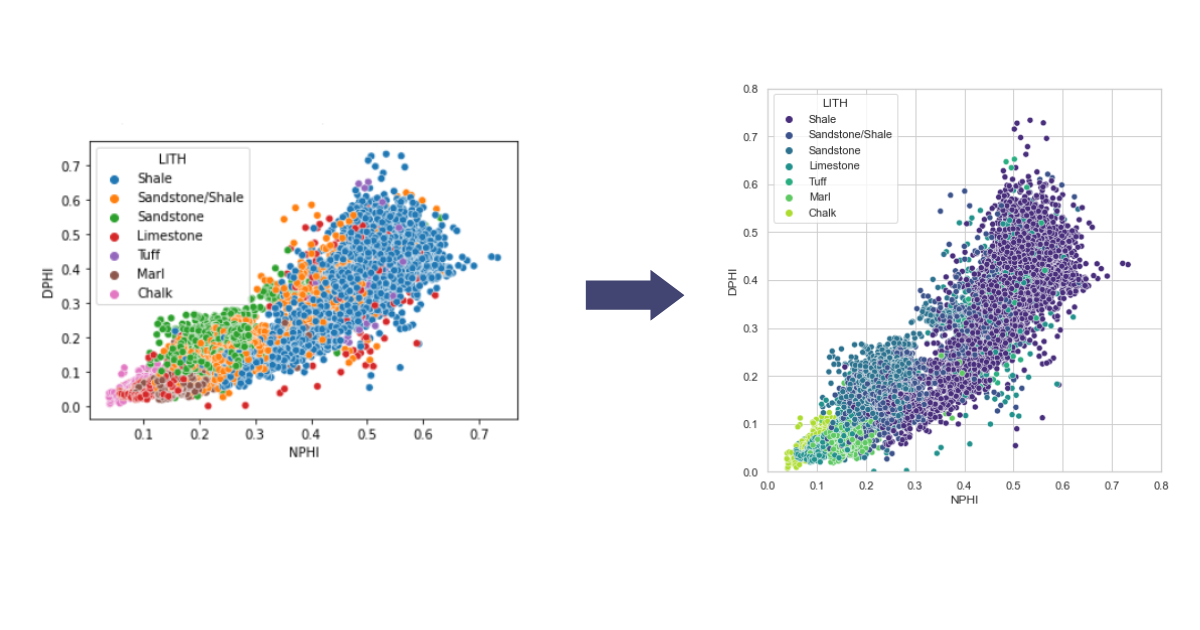 LITH
Shale
Sandstone/Shale
Sandstone
Limestone
Tuff
Marl
Chalk
0.7
0.6
0.5
0.4
0.3
0.2
0.1
0.0
DPHI
0.1 0.2 0.3 0.4 0.5 0.6 0.7
NPHI
LITH
Shale
Sandstone/Shale
Sandstone
Limestone
Tuff
Marl
Chalk
0.8
0.7
0.6
0.5
0.4
0.3
0.2
0.1
0.0
DPHI
0.0 0.1 0.2 0.3 0.4 0.5 0.6 0.7 0.8
NPHI